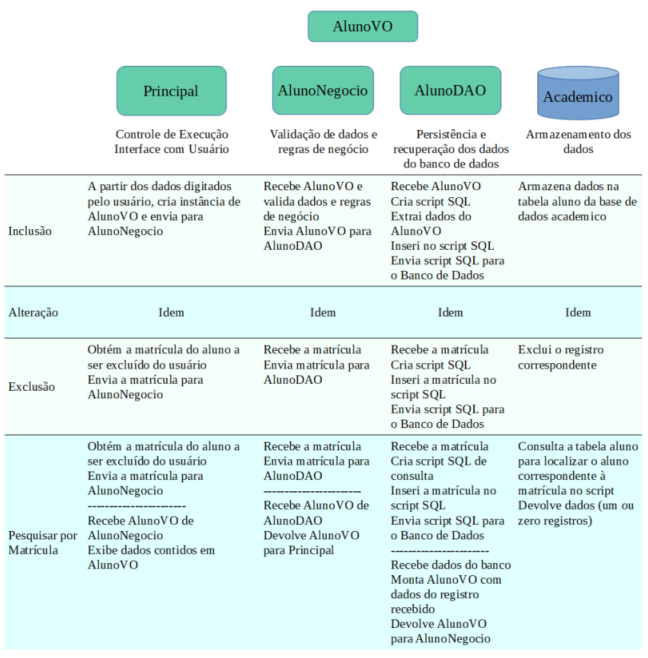 AlunoVO
Principal
AlunoNegocio
AlunoDAO
Academico
Controle de Execução
Interface com Usuário
Validação de dados e
regras de negócio
Persistência e
recuperação dos dados
do banco de dados
Armazenamento dos
dados
Inclusão
A partir dos dados digitados
pelo usuário, cria instância de
AlunoVO e envia para
AlunoNegocio
Recebe AlunoVO e
valida dados e regras
de negócio
Envia AlunoVO para
AlunoDAO
Recebe AlunoVO
Cria script SQL
Extrai dados do
AlunoVO
Inseri no script SQL
Envia script SQL para
o Banco de Dados
Armazena dados na
tabela aluno da base de
dados academico
Alteração
Idem
Idem
Idem
Idem
Exclusão
Obtém a matrícula do aluno a
ser excluído do usuário
Envia a matrícula para
AlunoNegocio
Recebe a matrícula
Envia matrícula para
AlunoDAO
Recebe a matrícula
Cria script SQL
Inseri a matrícula no
script SQL
Envia script SQL para
o Banco de Dados
Exclui o registro
correspondente
Pesquisar por
Matrícula
Obtém a matrícula do aluno a
ser excluído do usuário
Envia a matrícula para
AlunoNegocio
-----------------------
Recebe AlunoVO de
AlunoNegocio
Exibe dados contidos em
AlunoVO
Recebe a matrícula
Envia matrícula para
AlunoDAO
-----------------------
Recebe AlunoVO de
AlunoDAO
Devolve AlunoVO
para Principal
Recebe a matrícula
Cria script SQL de
consulta
Inseri a matrícula no
script SQL
Envia script SQL para
o Banco de Dados
-----------------------
Recebe dados do banco
Monta AlunoVO com
dados do registro
recebido
Devolve AlunoVO
para AlunoNegocio
Consulta a tabela aluno
para localizar o aluno
correspondente à
matrícula no script
Devolve dados (um ou
zero registros)